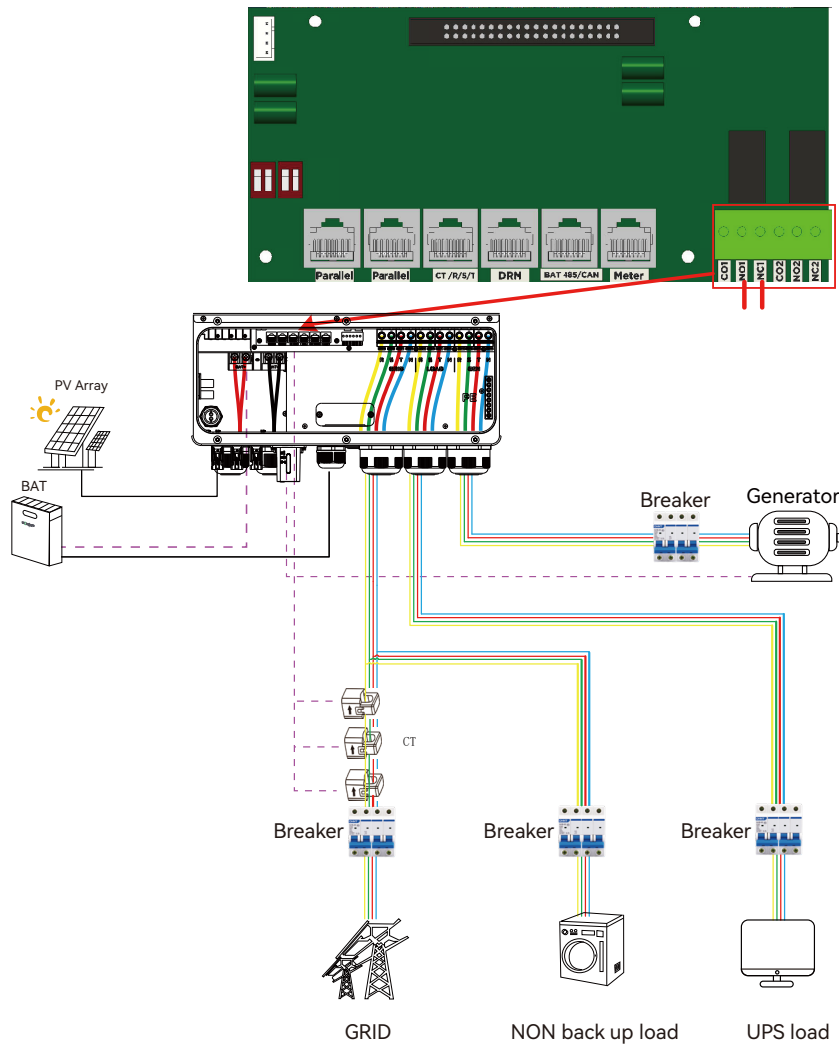 Parallel
Parallel
CT /R/S/T
DRM
BAT 485/CAN
Meter
CO1
NO1
NC1
CO2
NO2
NC2
PV Array
BAT
Breaker
Generator
CT
Breaker
Breaker
Breaker
GRID
NON back up load
UPS load